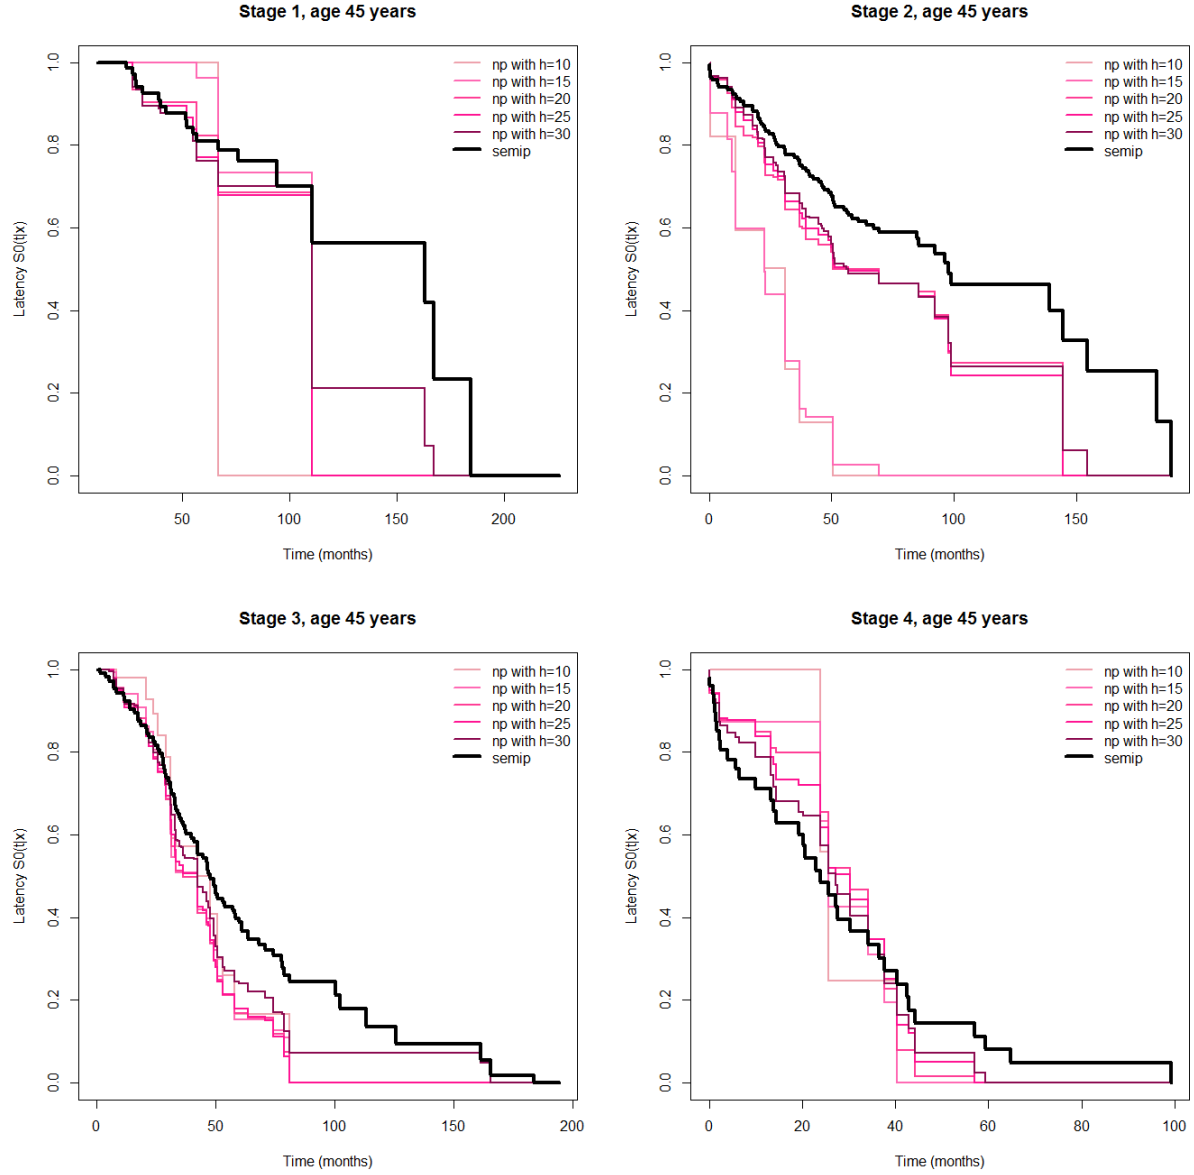 Stage 1, age 45 years
Latency S0(t|x)
1.0
0.8
0.6
0.4
0.2
0.0
np with h=10
np with h=15
np with h=20
np with h=25
np with h=30
semip
50
100
150
200
Time (months)
Stage 2, age 45 years
Latency S0(t|x)
1.0
0.8
0.6
0.4
0.2
0.0
np with h=10
np with h=15
np with h=20
np with h=25
np with h=30
semip
0
50
100
150
Time (months)
Stage 3, age 45 years
Latency S0(t|x)
1.0
0.8
0.6
0.4
0.2
0.0
np with h=10
np with h=15
np with h=20
np with h=25
np with h=30
semip
0
50
100
150
200
Time (months)
Stage 4, age 45 years
Latency S0(t|x)
1.0
0.8
0.6
0.4
0.2
0.0
np with h=10
np with h=15
np with h=20
np with h=25
np with h=30
semip
0
20
40
60
80
100
Time (months)